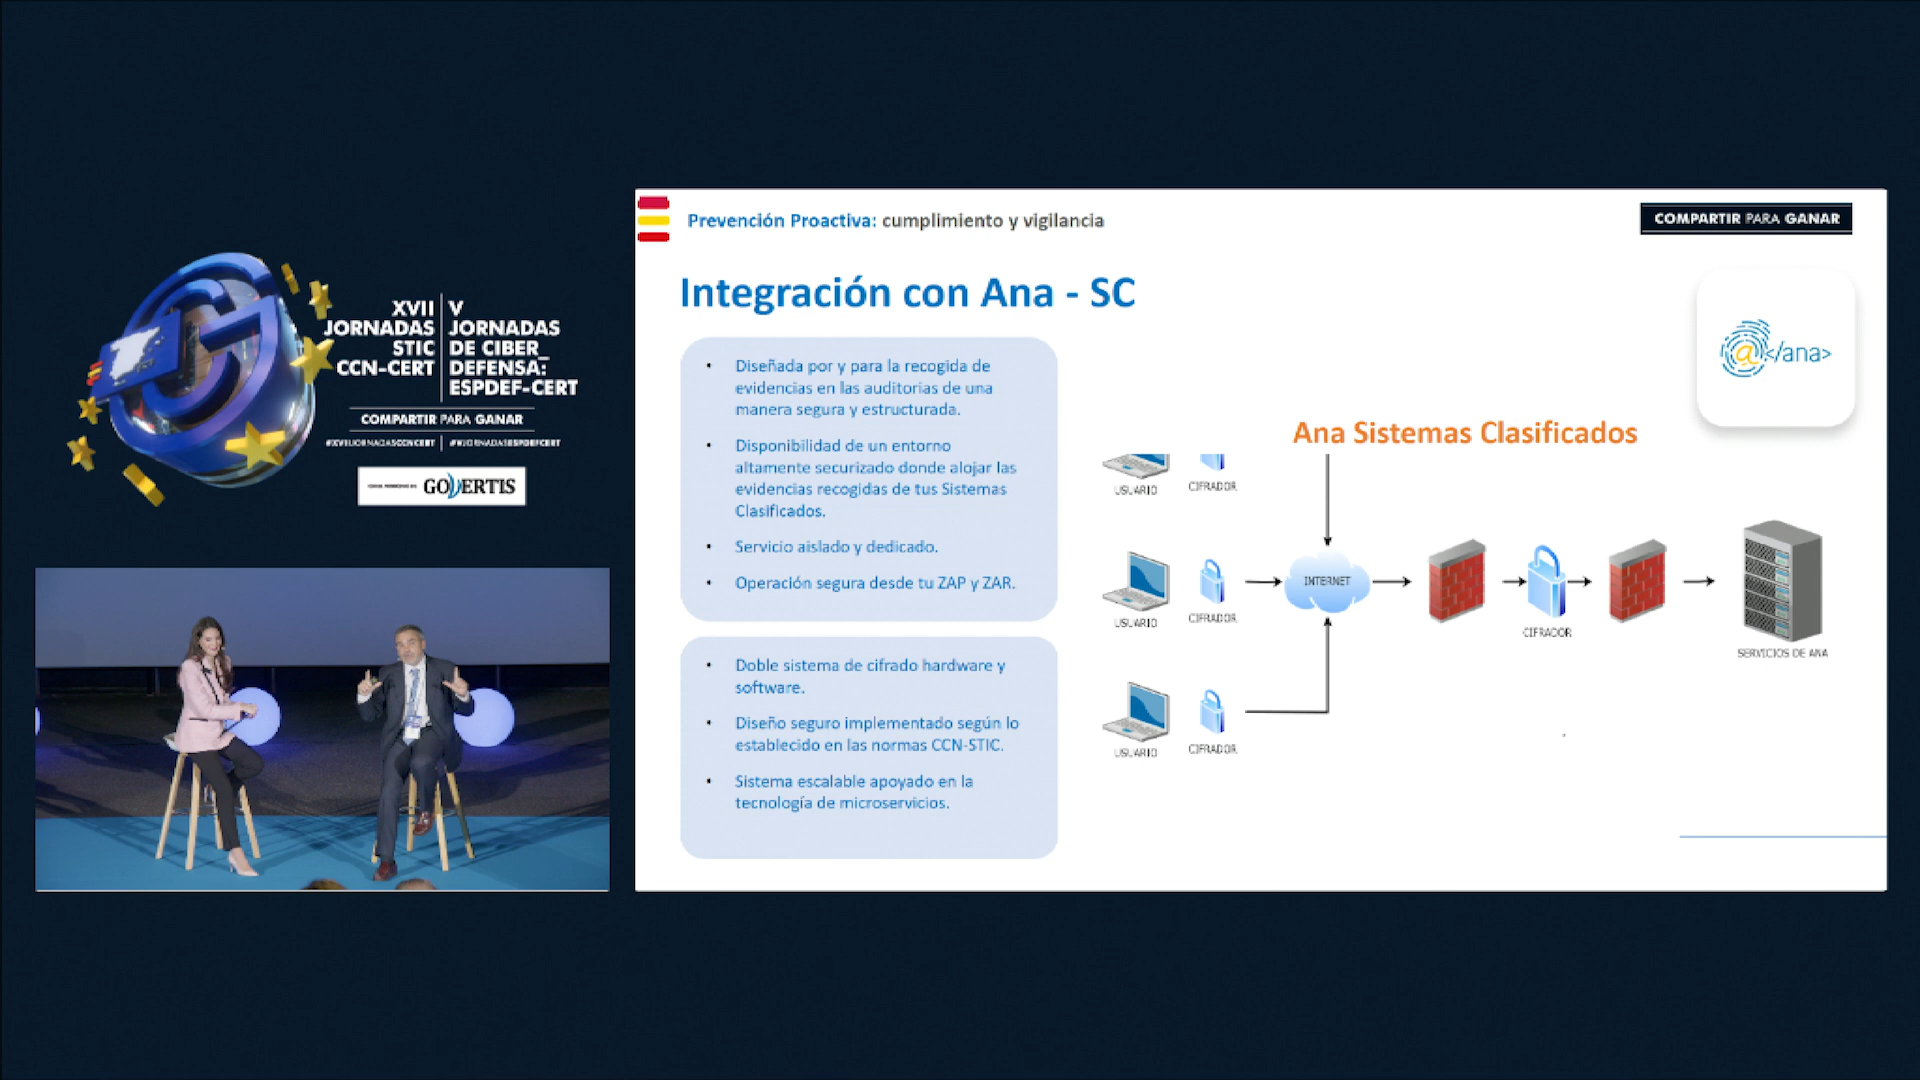 XVII
JORNADAS
STIC
CCN-CERT
V
JORNADAS
DE CIBER_
DEFENSA:
ESPDEF-CERT
COMPARTIR PARA GANAR
#XVIIJORNADASCCNCERT
#VJORNADASESPDEFCERT
GOVERTIS
Prevención Proactiva: cumplimiento y vigilancia
COMPARTIR PARA GANAR
Integración con Ana - SC
@</ana>
• Diseñada por y para la recogida de
evidencias en las auditorias de una
manera segura y estructurada.
• Disponibilidad de un entorno
altamente securizado donde alojar las
evidencias recogidas de tus Sistemas
Clasificados.
• Servicio aislado y dedicado.
• Operación segura desde tu ZAP y ZAR.
• Doble sistema de cifrado hardware y
software.
• Diseño seguro implementado según lo
establecido en las normas CCN-STIC.
• Sistema escalable apoyado en la
tecnología de microservicios.
Ana Sistemas Clasificados
USUARIO
CIFRADOR
USUARIO
CIFRADOR
INTERNET
CIFRADOR
SERVICIOS DE ANA
USUARIO
CIFRADOR